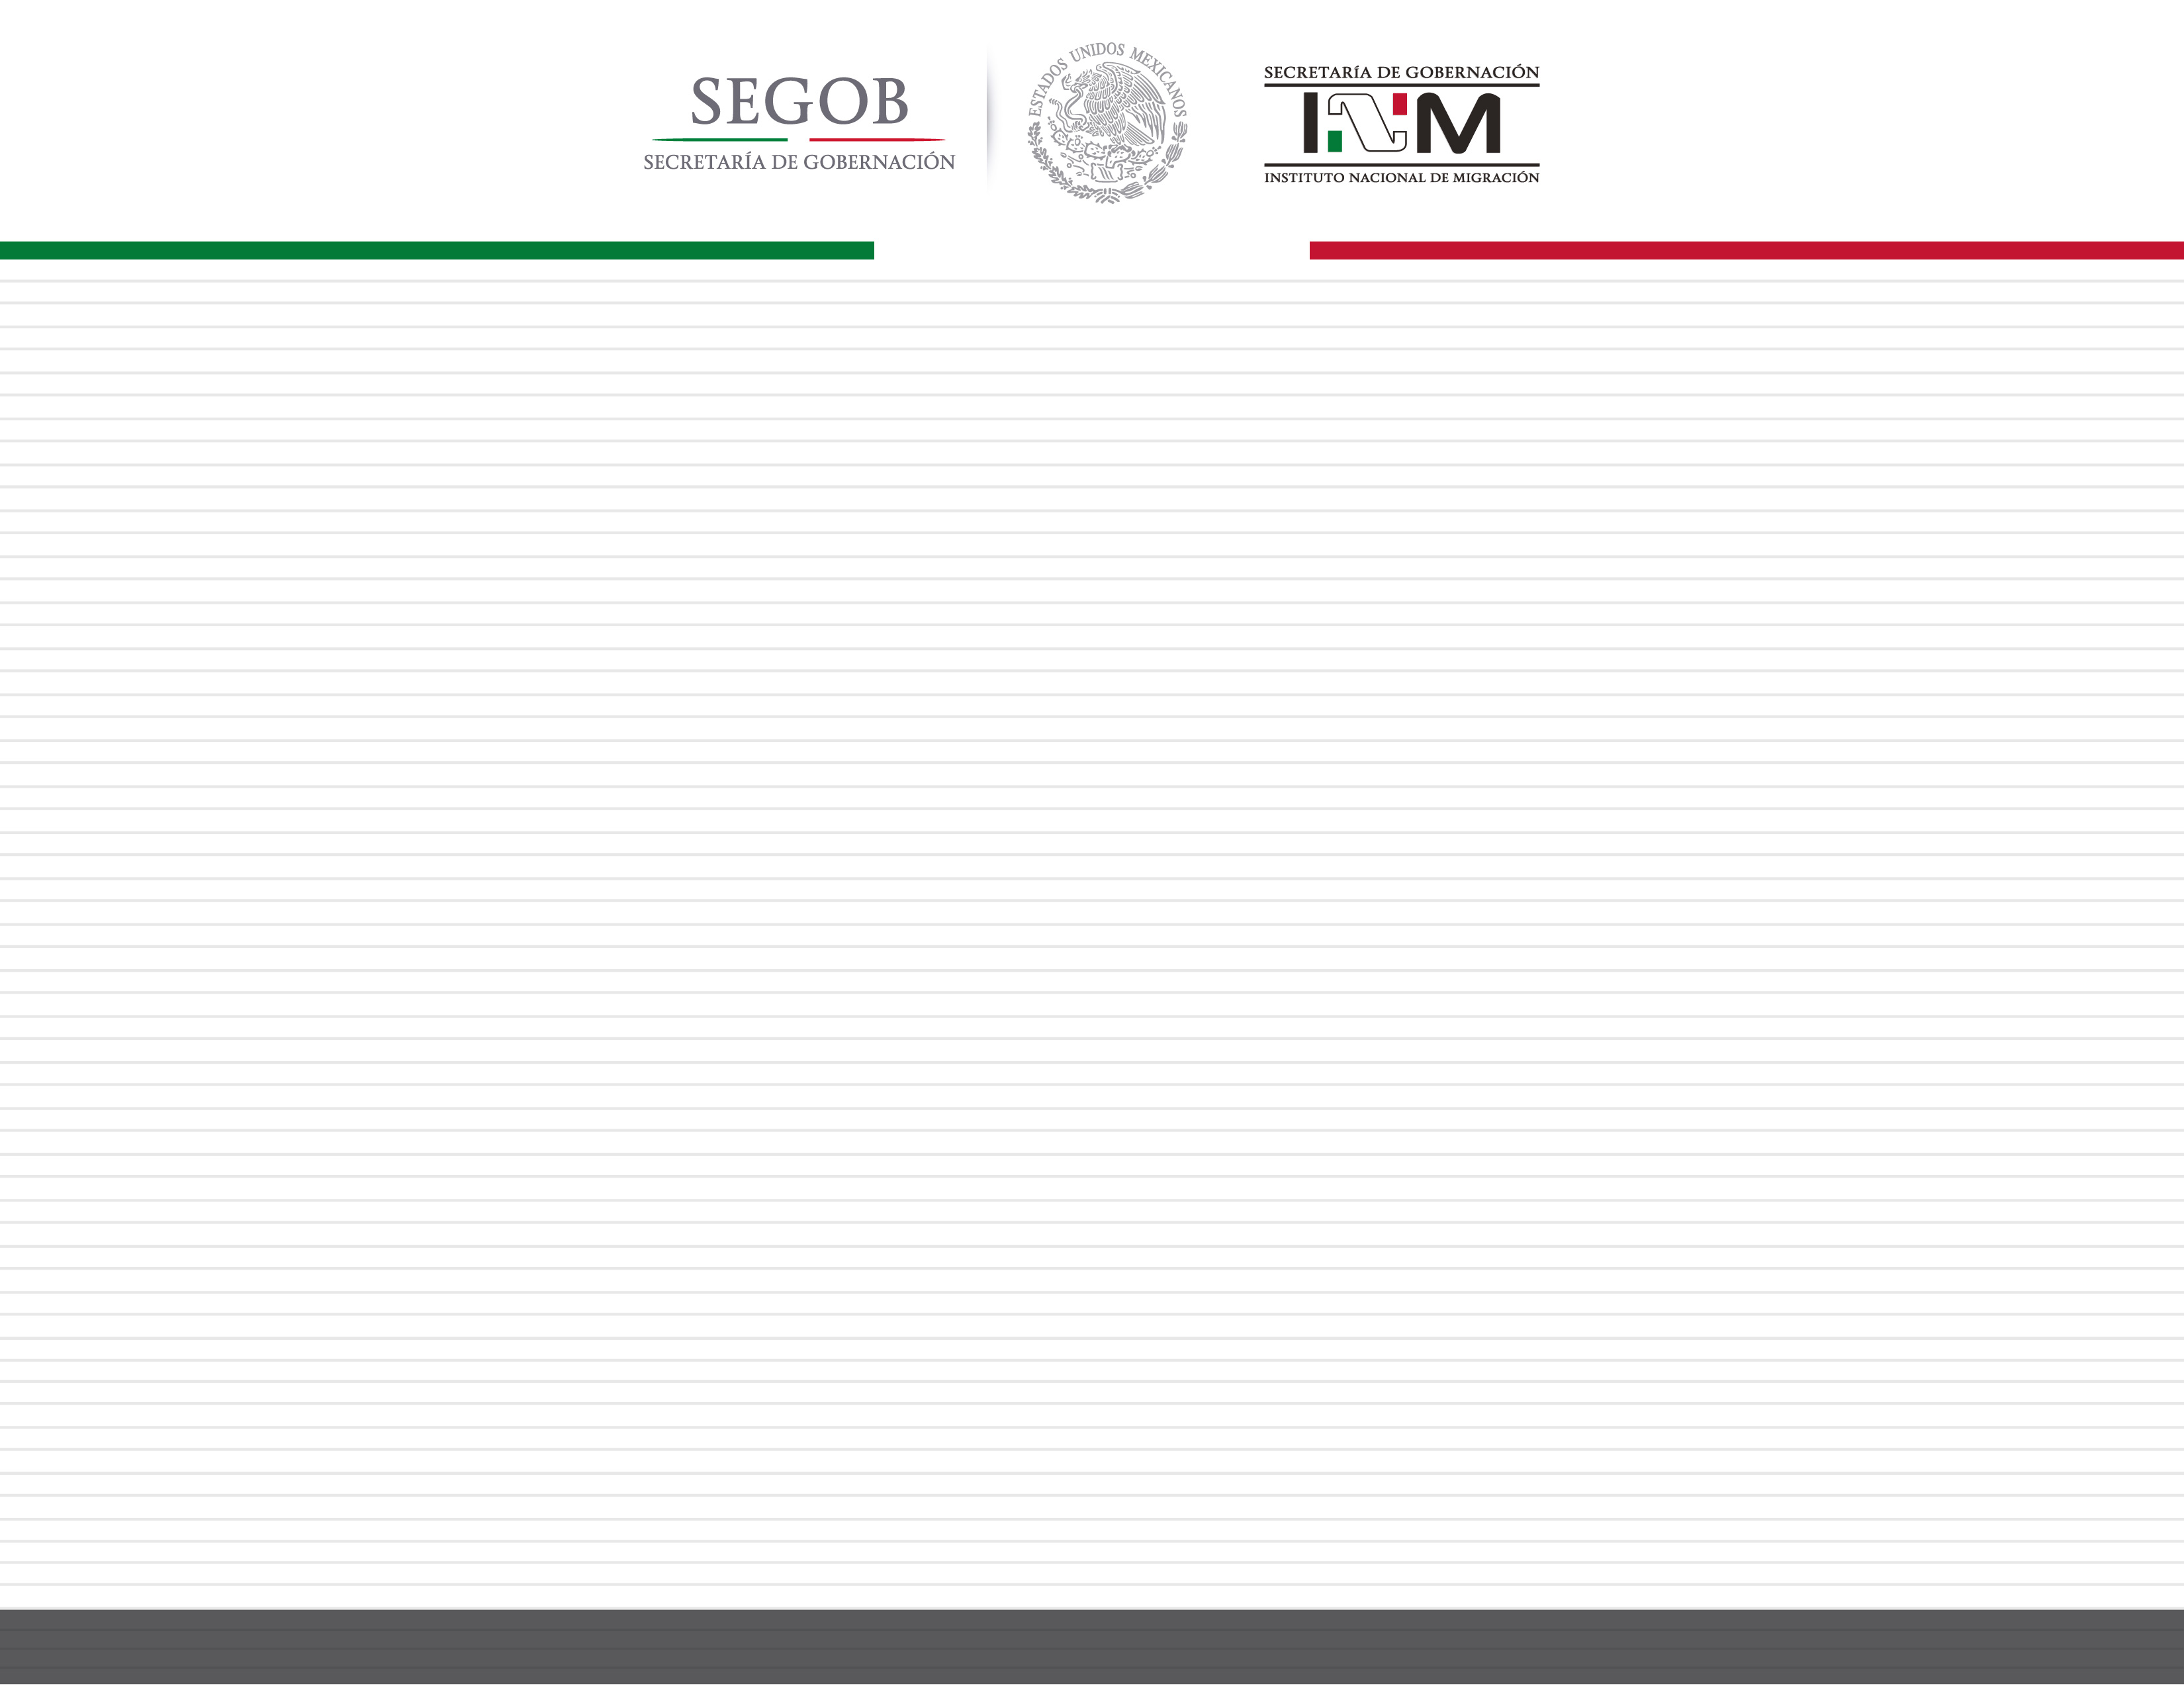 SEGOB
SECRETARÍA DE GOBERNACIÓN
ESTADOS UNIDOS MEXICANOS
SECRETARÍA DE GOBERNACIÓN
INM
INSTITUTO NACIONAL DE MIGRACIÓN